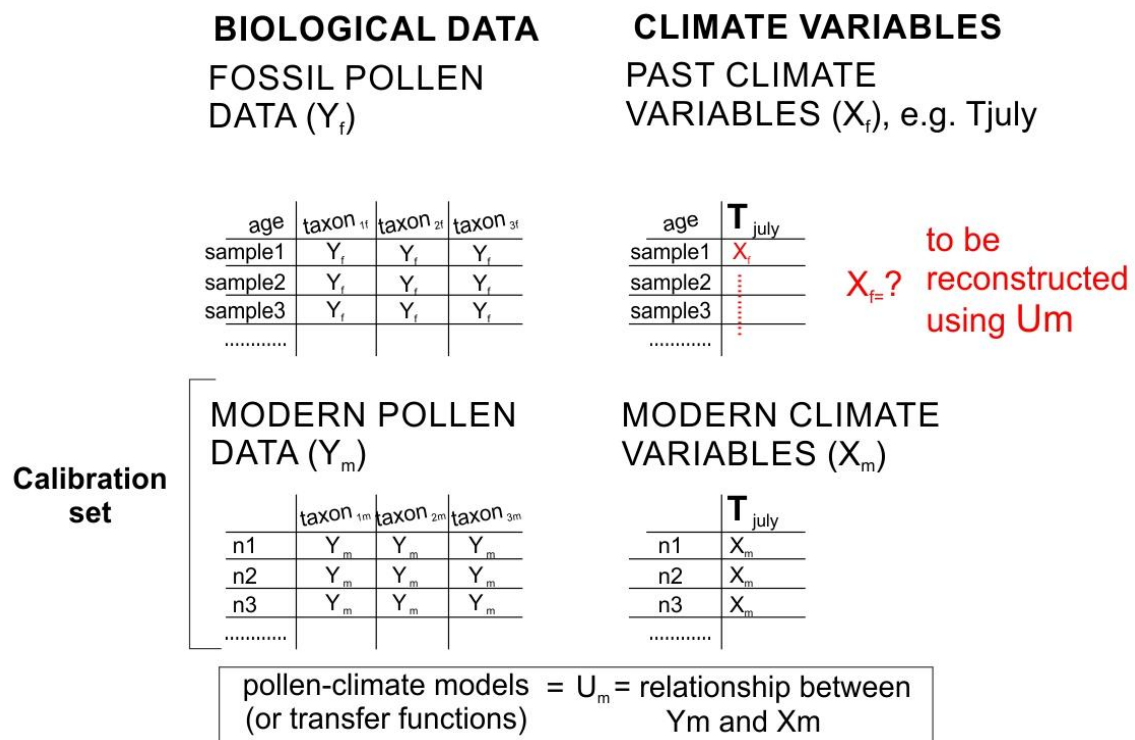 BIOLOGICAL DATA
CLIMATE VARIABLES
FOSSIL POLLEN
DATA (Yf)
PAST CLIMATE
VARIABLES (Xf), e.g. Tjuly
age taxon 1f taxon 2f taxon 3f
sample1 Yf Yf Yf
sample2 Yf Yf Yf
sample3 Yf Yf Yf
............
age T july
sample1 Xf
sample2
sample3
............
Xf=?
to be
reconstructed
using Um
Calibration
set
MODERN POLLEN
DATA (Ym)
MODERN CLIMATE
VARIABLES (Xm)
taxon 1m taxon 2m taxon 3m
n1 Ym Ym Ym
n2 Ym Ym Ym
n3 Ym Ym Ym
............
T july
n1 Xm
n2 Xm
n3 Xm
............
pollen-climate models = Um = relationship between
(or transfer functions) Ym and Xm